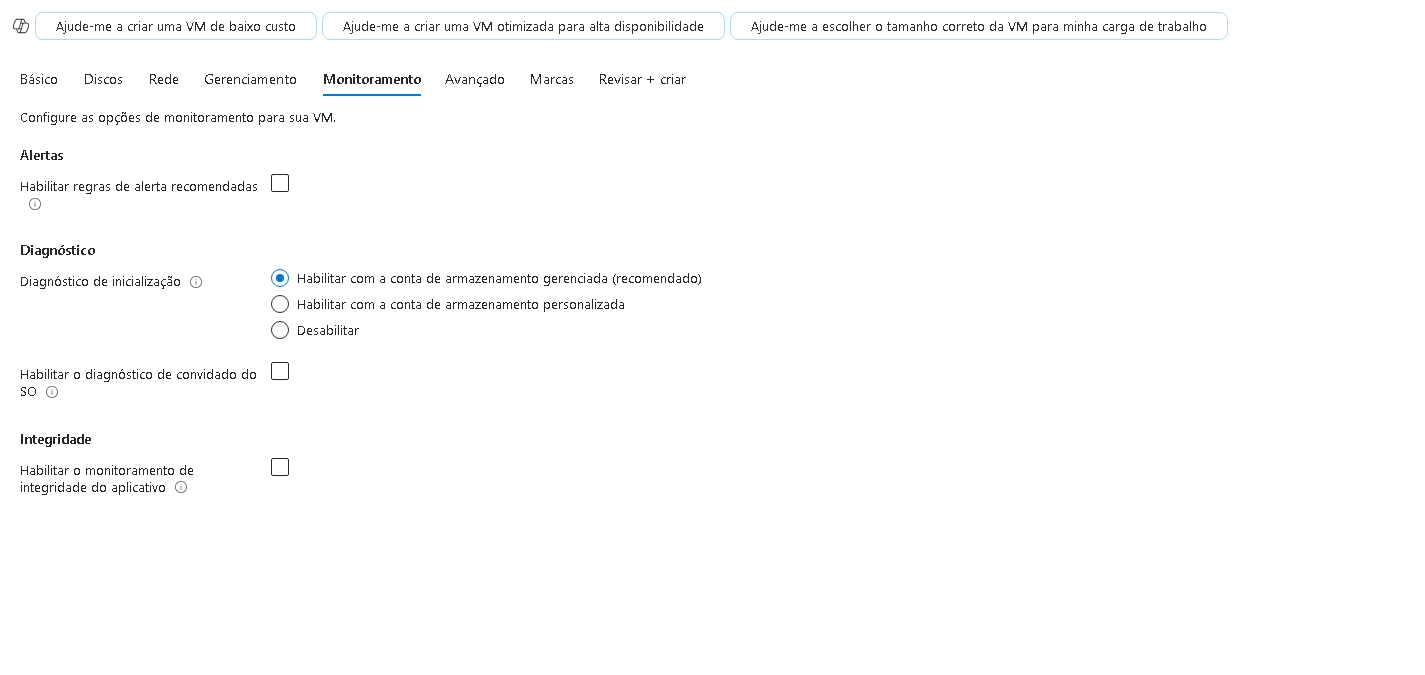 Ajude-me a criar uma VM de baixo custo
Ajude-me a criar uma VM otimizada para alta disponibilidade
Ajude-me a escolher o tamanho correto da VM para minha carga de trabalho
Básico
Discos
Rede
Gerenciamento
Monitoramento
Avançado
Marcas
Revisar + criar
Configure as opções de monitoramento para sua VM.
Alertas
Habilitar regras de alerta recomendadas
Diagnóstico
Diagnóstico de inicialização
Habilitar com a conta de armazenamento gerenciada (recomendado)
Habilitar com a conta de armazenamento personalizada
Desabilitar
Habilitar o diagnóstico de convidado do
SO
Integridade
Habilitar o monitoramento de
integridade do aplicativo